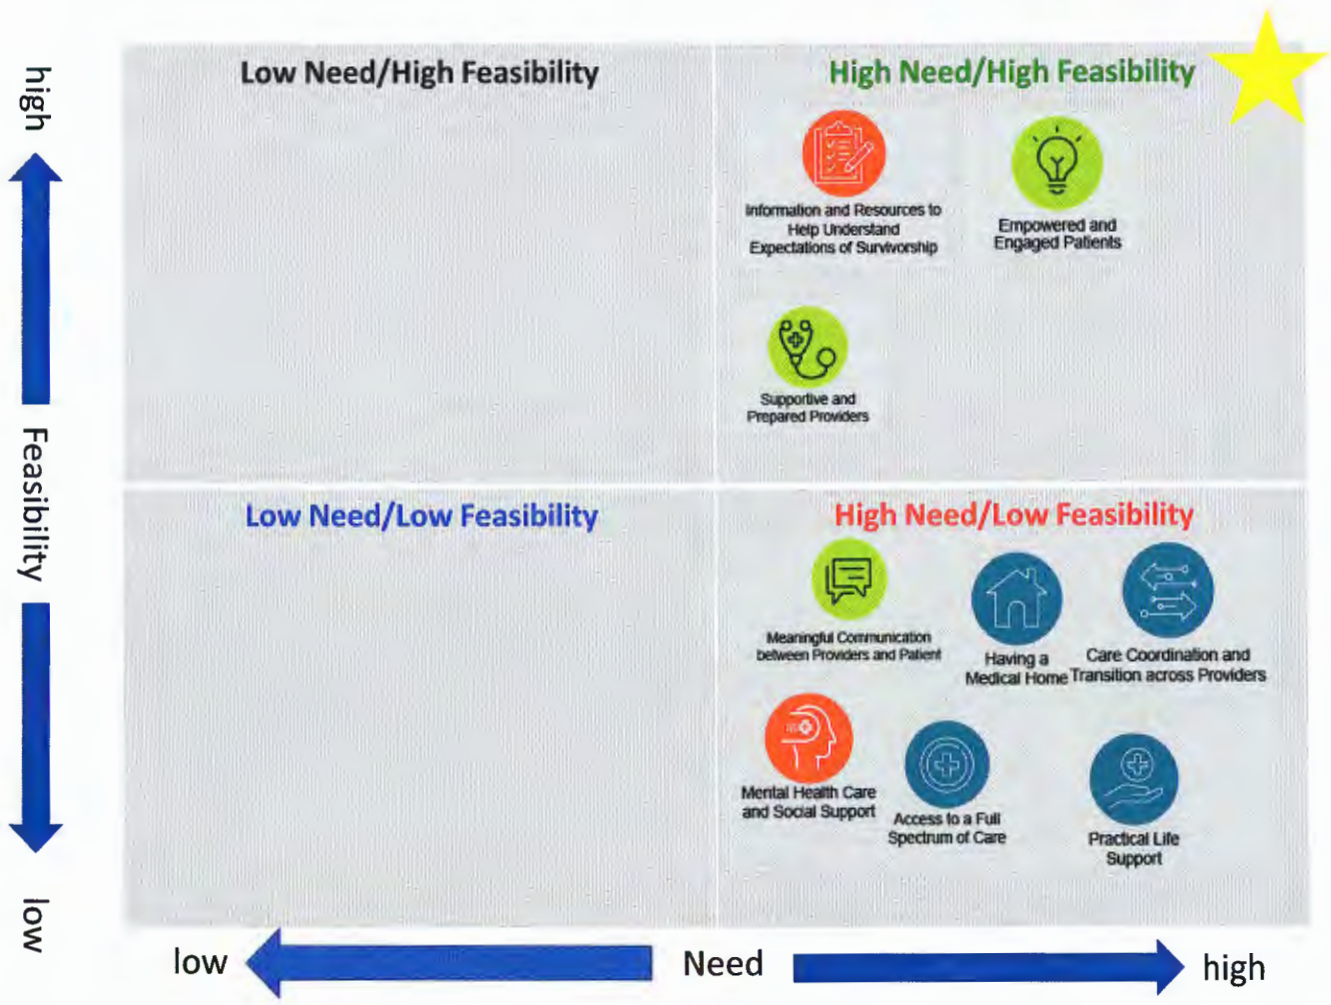 high
Feasibility
low
Low Need/High Feasibility
High Need/High Feasibility
Information and Resources to
Help Understand
Expectations of Survivorship
Empowered and
Engaged Patients
Supportive and
Prepared Providers
Low Need/Low Feasibility
High Need/Low Feasibility
Meaningful Communication
between Providers and Patient
Having a
Medical Home
Care Coordination and
Transition across Providers
Mental Health Care
and Social Support
Access to a Full
Spectrum of Care
Practical Life
Support
low
Need
high